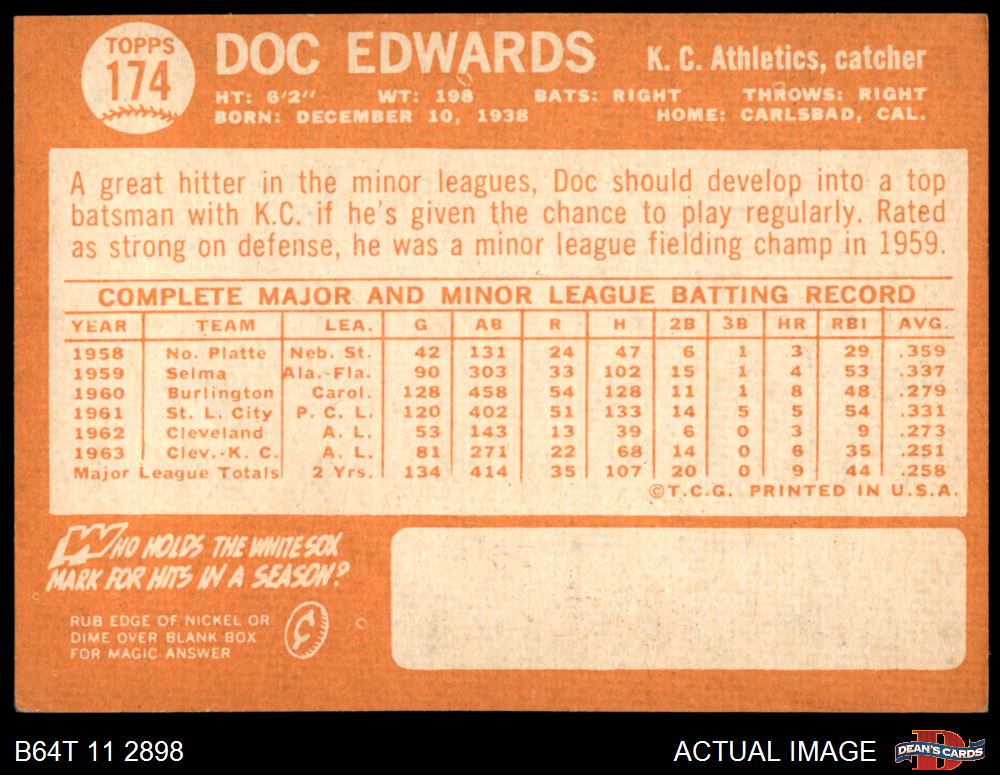 TOPPS
174
DOC EDWARDS
K. C. Athletics, catcher
HT: 6'2" WT: 198 BATS: RIGHT THROWS: RIGHT
BORN: DECEMBER 10, 1938 HOME: CARLSBAD, CAL.
A great hitter in the minor leagues, Doc should develop into a top
batsman with K.C. if he's given the chance to play regularly. Rated
as strong on defense, he was a minor league fielding champ in 1959.
COMPLETE MAJOR AND MINOR LEAGUE BATTING RECORD
YEAR TEAM LEA. G AB R H 2B 3B HR RBI AVG.
1958 No. Platte Neb. St. 42 131 24 47 6 1 3 29 .359
1959 Selma Ala.-Fla. 90 303 33 102 15 1 4 53 .337
1960 Burlington Carol. 128 458 54 128 11 1 8 48 .279
1961 St. L. City P. C. L. 120 402 51 133 14 5 5 54 .331
1962 Cleveland A. L. 53 143 13 39 6 0 3 9 .273
1963 Clev.-K. C. A. L. 81 271 22 68 14 0 6 35 .251
Major League Totals 2 Yrs. 134 414 35 107 20 0 9 44 .258
©T.C.G. PRINTED IN U.S.A.
WHO HOLDS THE WHITE SOX
MARK FOR HITS IN A SEASON?
RUB EDGE OF NICKEL OR
DIME OVER BLANK BOX
FOR MAGIC ANSWER
¢
B64T 11 2898
ACTUAL IMAGE
D
DEAN'S CARDS